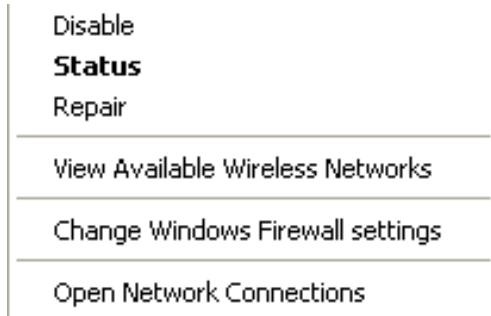 Disable
Status
Repair
View Available Wireless Networks
Change Windows Firewall settings
Open Network Connections